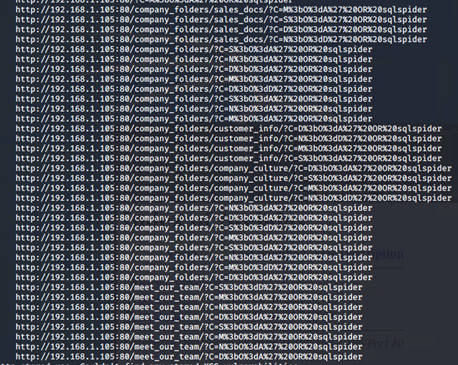 http://192.168.1.105:80/?C=M%3bO%3dA%27%20OR%20sqlspider
http://192.168.1.105:80/company_folders/sales_docs/?C=M%3bO%3dA%27%20OR%20sqlspider
http://192.168.1.105:80/company_folders/sales_docs/?C=S%3bO%3dA%27%20OR%20sqlspider
http://192.168.1.105:80/company_folders/sales_docs/?C=D%3bO%3dA%27%20OR%20sqlspider
http://192.168.1.105:80/company_folders/sales_docs/?C=N%3bO%3dD%27%20OR%20sqlspider
http://192.168.1.105:80/company_folders/?C=S%3bO%3dA%27%20OR%20sqlspider
http://192.168.1.105:80/company_folders/?C=N%3bO%3dD%27%20OR%20sqlspider
http://192.168.1.105:80/company_folders/?C=M%3bO%3dA%27%20OR%20sqlspider
http://192.168.1.105:80/company_folders/?C=N%3bO%3dA%27%20OR%20sqlspider
http://192.168.1.105:80/company_folders/?C=D%3bO%3dA%27%20OR%20sqlspider
http://192.168.1.105:80/company_folders/?C=S%3bO%3dA%27%20OR%20sqlspider
http://192.168.1.105:80/company_folders/?C=N%3bO%3dA%27%20OR%20sqlspider
http://192.168.1.105:80/company_folders/?C=M%3bO%3dA%27%20OR%20sqlspider
http://192.168.1.105:80/company_folders/customer_info/?C=D%3bO%3dA%27%20OR%20sqlspider
http://192.168.1.105:80/company_folders/customer_info/?C=N%3bO%3dD%27%20OR%20sqlspider
http://192.168.1.105:80/company_folders/customer_info/?C=M%3bO%3dA%27%20OR%20sqlspider
http://192.168.1.105:80/company_folders/customer_info/?C=S%3bO%3dA%27%20OR%20sqlspider
http://192.168.1.105:80/company_folders/company_culture/?C=D%3bO%3dA%27%20OR%20sqlspider
http://192.168.1.105:80/company_folders/company_culture/?C=S%3bO%3dA%27%20OR%20sqlspider
http://192.168.1.105:80/company_folders/company_culture/?C=M%3bO%3dA%27%20OR%20sqlspider
http://192.168.1.105:80/company_folders/company_culture/?C=N%3bO%3dD%27%20OR%20sqlspider
http://192.168.1.105:80/company_folders/?C=N%3bO%3dA%27%20OR%20sqlspider
http://192.168.1.105:80/company_folders/?C=D%3bO%3dA%27%20OR%20sqlspider
http://192.168.1.105:80/company_folders/?C=S%3bO%3dA%27%20OR%20sqlspider
http://192.168.1.105:80/company_folders/?C=M%3bO%3dA%27%20OR%20sqlspider
http://192.168.1.105:80/company_folders/?C=S%3bO%3dA%27%20OR%20sqlspider
http://192.168.1.105:80/company_folders/?C=N%3bO%3dA%27%20OR%20sqlspider
http://192.168.1.105:80/company_folders/?C=M%3bO%3dD%27%20OR%20sqlspider
http://192.168.1.105:80/company_folders/?C=D%3bO%3dA%27%20OR%20sqlspider
http://192.168.1.105:80/meet_our_team/?C=S%3bO%3dD%27%20OR%20sqlspider
http://192.168.1.105:80/meet_our_team/?C=M%3bO%3dA%27%20OR%20sqlspider
http://192.168.1.105:80/meet_our_team/?C=D%3bO%3dA%27%20OR%20sqlspider
http://192.168.1.105:80/meet_our_team/?C=N%3bO%3dA%27%20OR%20sqlspider
http://192.168.1.105:80/meet_our_team/?C=S%3bO%3dA%27%20OR%20sqlspider
http://192.168.1.105:80/meet_our_team/?C=M%3bO%3dA%27%20OR%20sqlspider
http://192.168.1.105:80/meet_our_team/?C=N%3bO%3dA%27%20OR%20sqlspider
http://192.168.1.105:80/meet_our_team/?C=D%3bO%3dA%27%20OR%20sqlspider